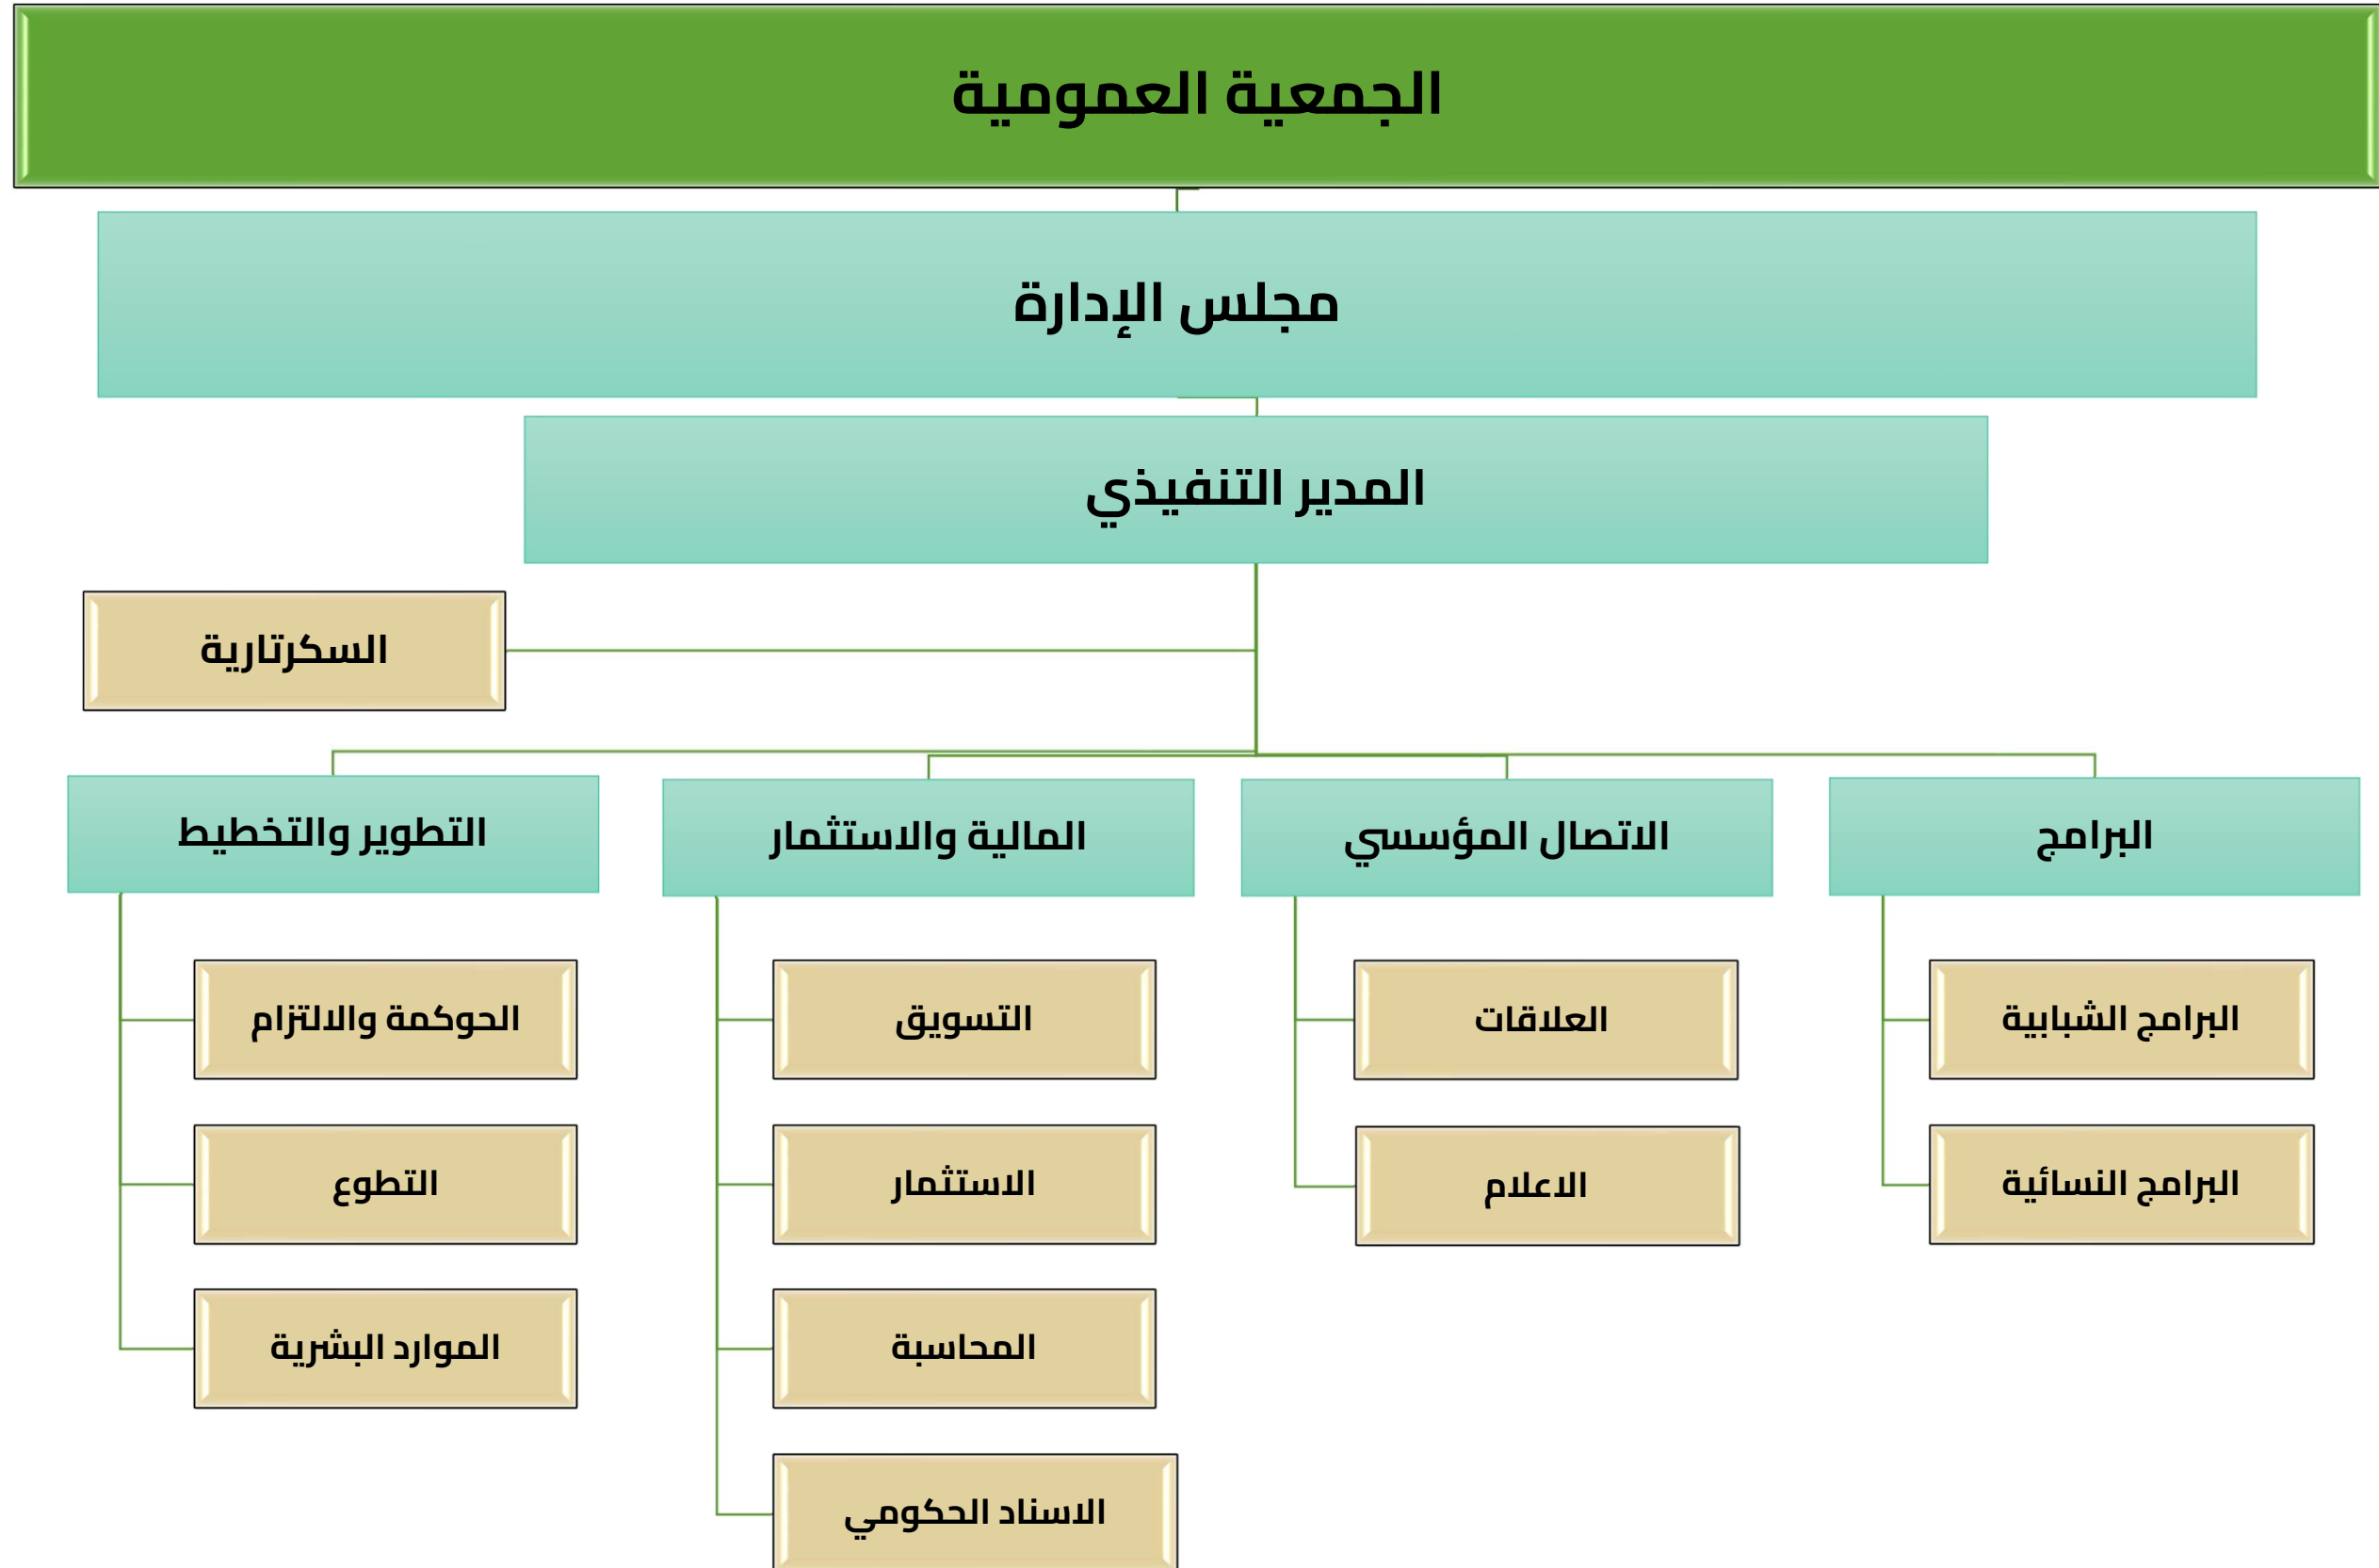 الجمعية العمومية
مجلس الإدارة
المدير التنفيذي
السكرتارية
البرامج
الاتصال المؤسسي
المالية والاستثمار
التطوير والتخطيط
البرامج الشبابية
العلاقات
التسويق
الحوكمة والالتزام
البرامج النسائية
الاعلام
الاستثمار
التطوع
المحاسبة
الموارد البشرية
الاسناد الحكومي